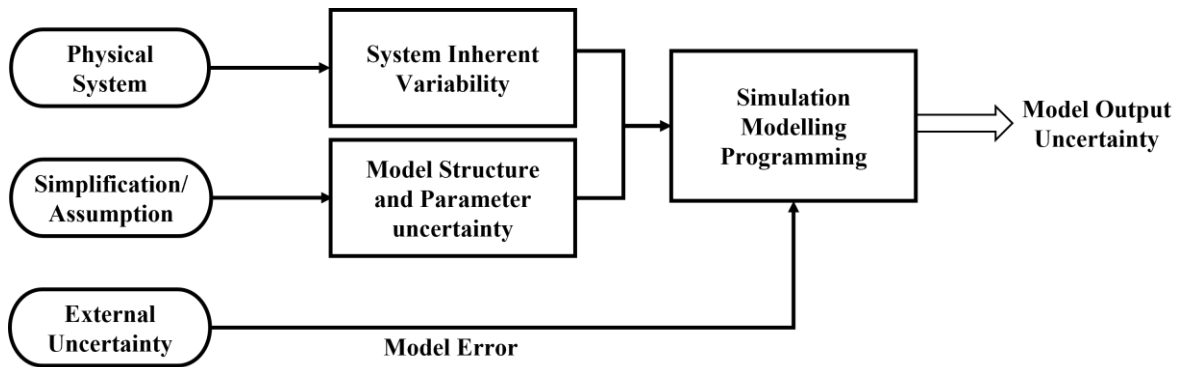 Physical
System
System Inherent
Variability
Simulation
Modelling
Programming
Model Output
Uncertainty
Simplification/
Assumption
Model Structure
and Parameter
uncertainty
External
Uncertainty
Model Error